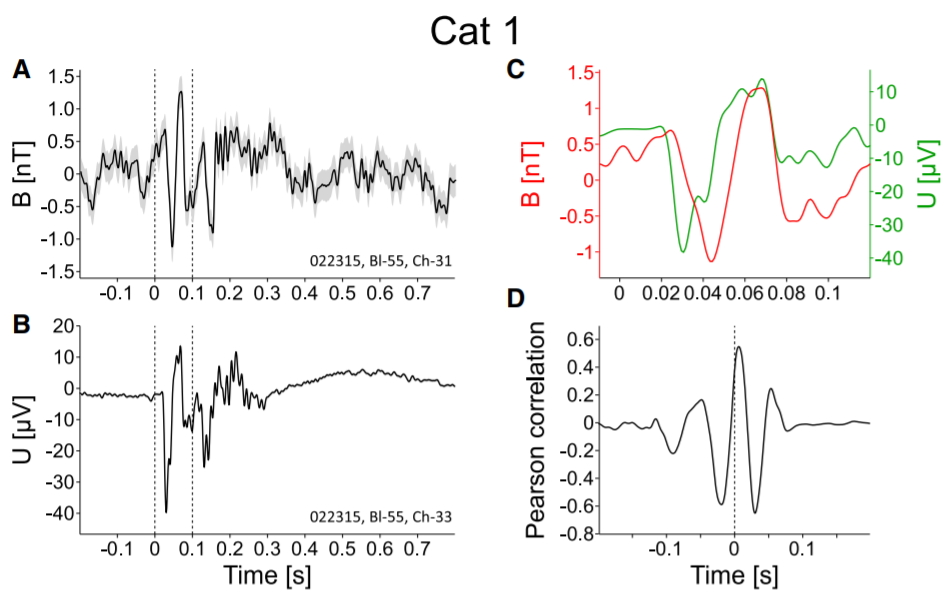 Cat 1
A
1.5
1.0
0.5
0
-0.5
-1.0
-1.5
B [nT]
022315, Bl-55, Ch-31
-0.1 0 0.1 0.2 0.3 0.4 0.5 0.6 0.7
B
20
10
0
-10
-20
-30
-40
U [µV]
022315, Bl-55, Ch-33
-0.1 0 0.1 0.2 0.3 0.4 0.5 0.6 0.7
Time [s]
C
1.5
1
0.5
0
-0.5
-1
B [nT]
10
0
-10
-20
-30
-40
U [µV]
0 0.02 0.04 0.06 0.08 0.1
D
0.6
0.4
0.2
0
-0.2
-0.4
-0.6
-0.8
Pearson correlation
-0.1 0 0.1
Time [s]